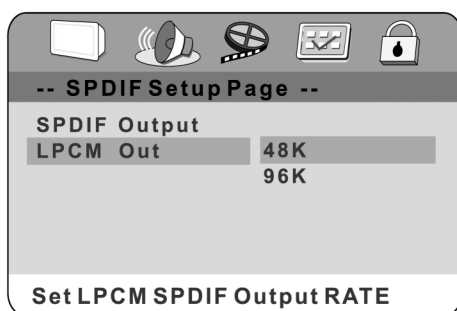 -- SPDIF Setup Page --
SPDIF Output
LPCM Out 48K
96K
Set LPCM SPDIF Output RATE